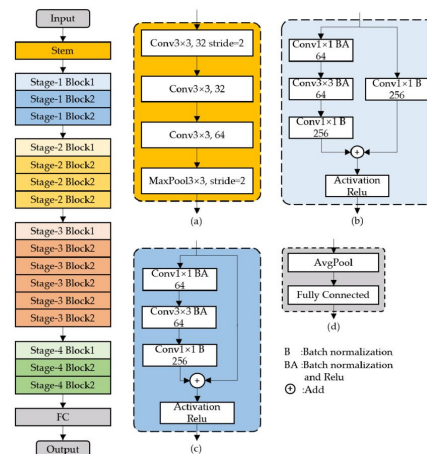 Input
Stem
Stage-1 Block1
Stage-1 Block2
Stage-1 Block2
Stage-2 Block1
Stage-2 Block2
Stage-2 Block2
Stage-2 Block2
Stage-3 Block1
Stage-3 Block2
Stage-3 Block2
Stage-3 Block2
Stage-3 Block2
Stage-3 Block2
Stage-4 Block1
Stage-4 Block2
Stage-4 Block2
FC
Output
Conv3×3, 32 stride=2
Conv3×3, 32
Conv3×3, 64
MaxPool3×3, stride=2
(a)
Conv1×1 BA
64
Conv3×3 BA
64
Conv1×1 B
256
Conv1×1 B
256
+
Activation
Relu
(b)
Conv1×1 BA
64
Conv3×3 BA
64
Conv1×1 B
256
+
Activation
Relu
(c)
AvgPool
Fully Connected
(d)
B :Batch normalization
BA :Batch normalization
and Relu
+ :Add